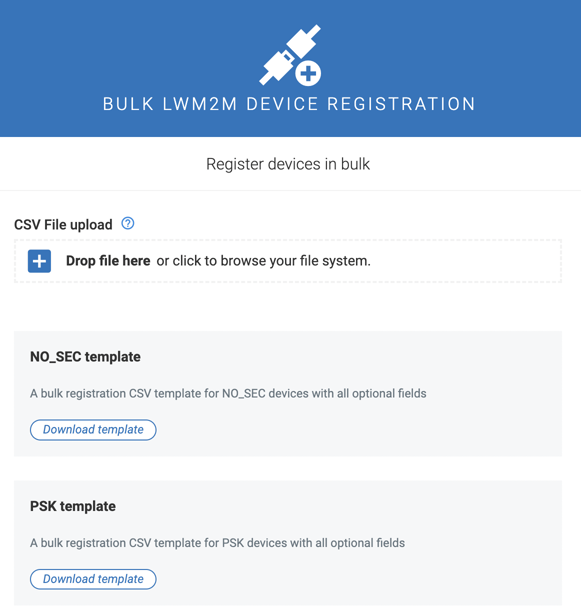 BULK LWM2M DEVICE REGISTRATION
Register devices in bulk
CSV File upload ?
Drop file here or click to browse your file system.
NO_SEC template
A bulk registration CSV template for NO_SEC devices with all optional fields
Download template
PSK template
A bulk registration CSV template for PSK devices with all optional fields
Download template